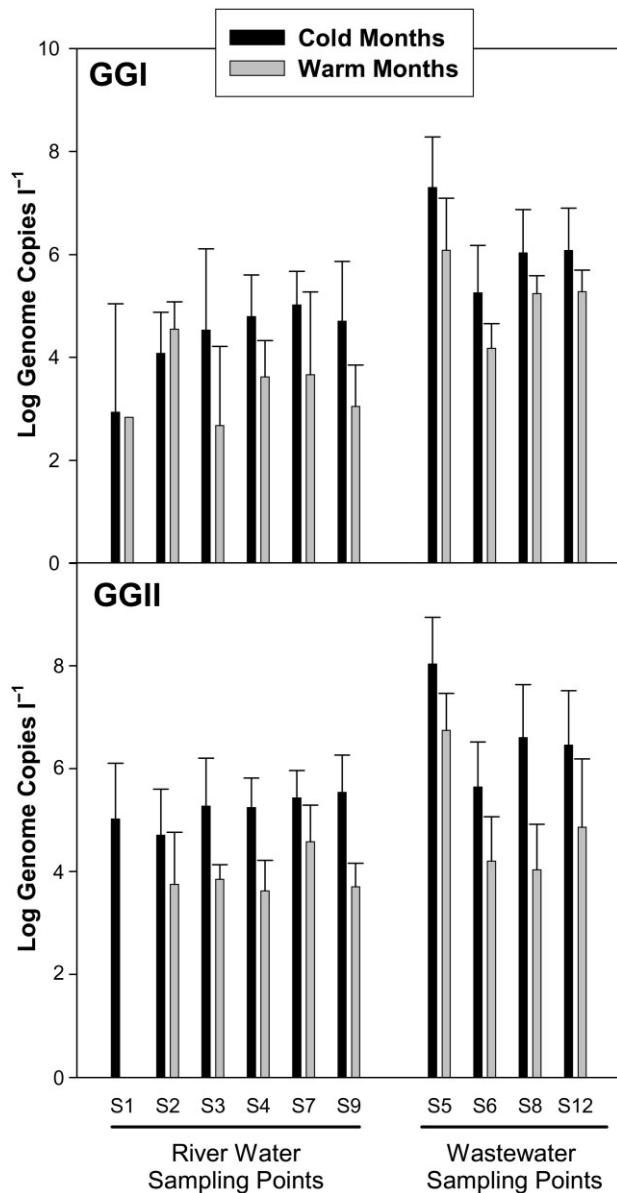 Cold Months
Warm Months
GGI
10
8
6
4
2
0
Log Genome Copies l⁻¹
GGII
8
6
4
2
0
Log Genome Copies l⁻¹
S1 S2 S3 S4 S7 S9 S5 S6 S8 S12
River Water
Sampling Points
Wastewater
Sampling Points